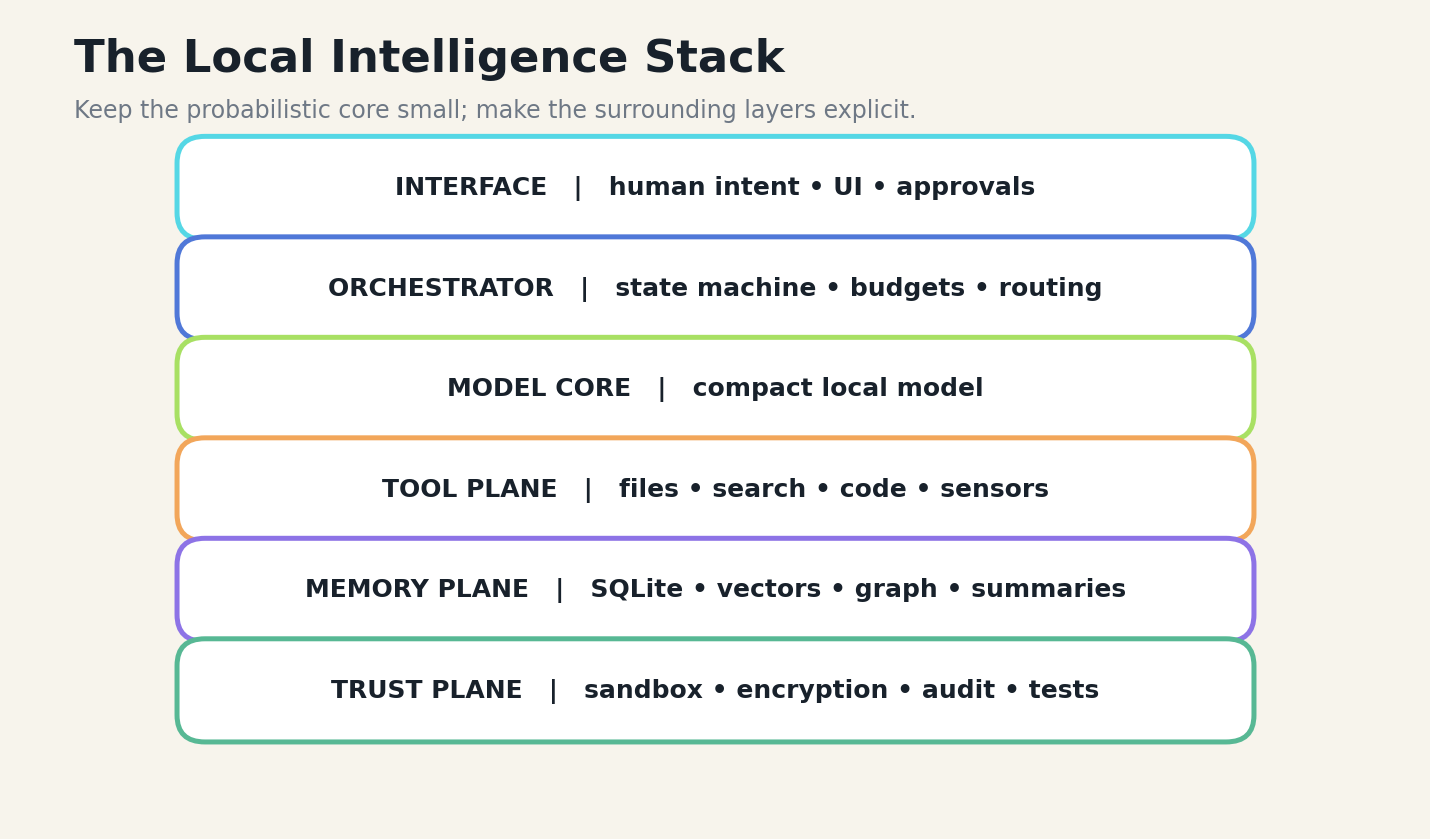 The Local Intelligence Stack
Keep the probabilistic core small; make the surrounding layers explicit.
INTERFACE | human intent • UI • approvals
ORCHESTRATOR | state machine • budgets • routing
MODEL CORE | compact local model
TOOL PLANE | files • search • code • sensors
MEMORY PLANE | SQLite • vectors • graph • summaries
TRUST PLANE | sandbox • encryption • audit • tests